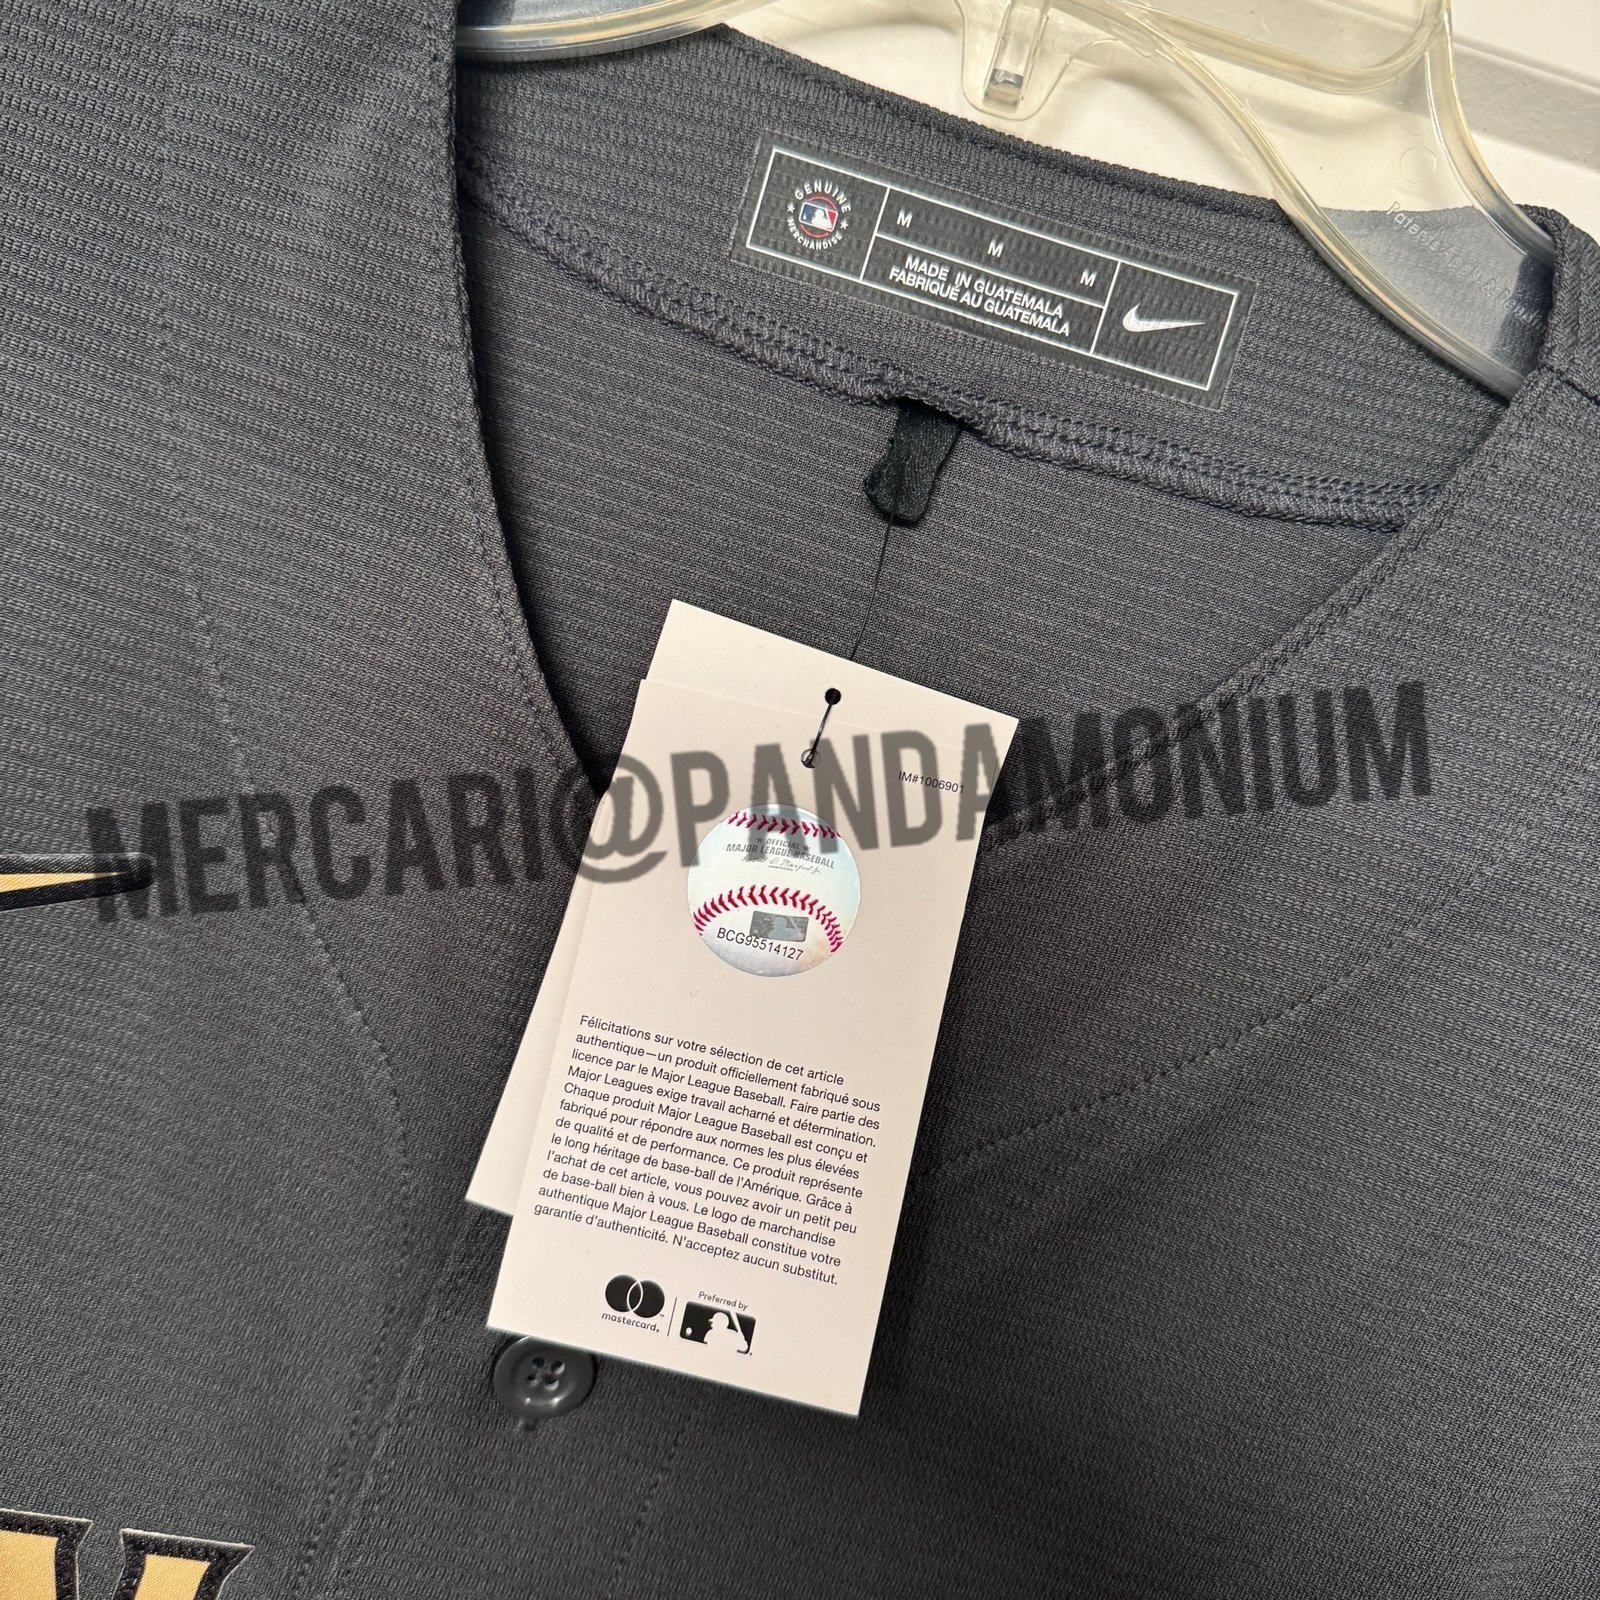 GENUINE
MERCHANDISE
M
M
M
MADE IN GUATEMALA
FABRIQUÉ AU GUATEMALA
MERCARI@PANDAMONIUM
IM#1006901
OFFICIAL
MAJOR LEAGUE BASEBALL
BCG95514127
Félicitations sur votre sélection de cet article
authentique—un produit officiellement fabriqué sous
licence par le Major League Baseball. Faire partie des
Major Leagues exige travail acharné et détermination.
Chaque produit Major League Baseball est conçu et
fabriqué pour répondre aux normes les plus élevées
de qualité et de performance. Ce produit représente
le long héritage de base-ball de l'Amérique. Grâce à
l'achat de cet article, vous pouvez avoir un petit peu
de base-ball bien à vous. Le logo de marchandise
authentique Major League Baseball constitue votre
garantie d'authenticité. N'acceptez aucun substitut.
mastercard.
Preferred by